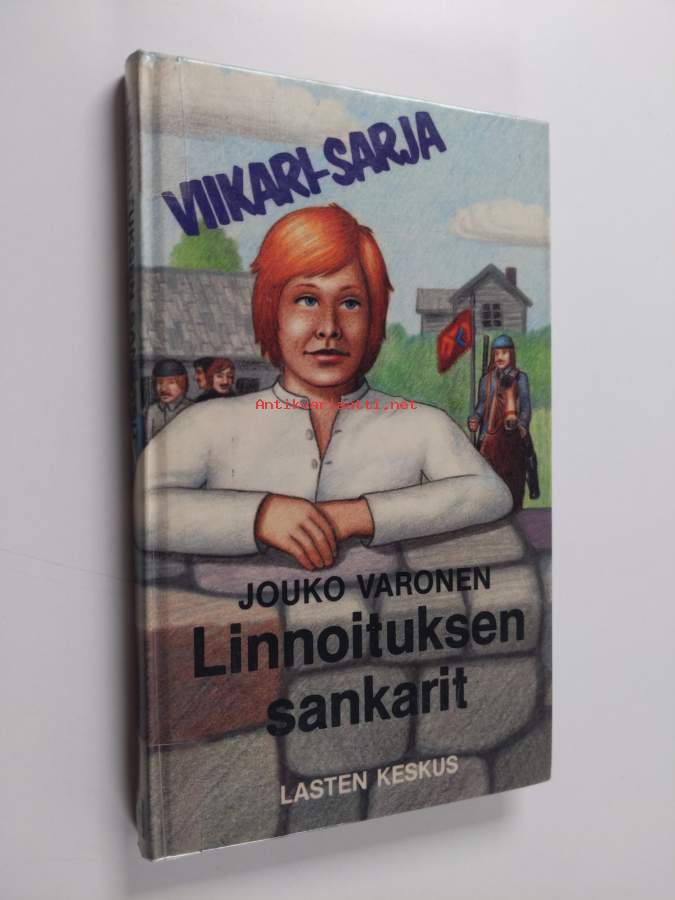 VIIKARI-SARJA
Antikvariaatti.net
JOUKO VARONEN
Linnoituksen
sankarit
LASTEN KESKUS